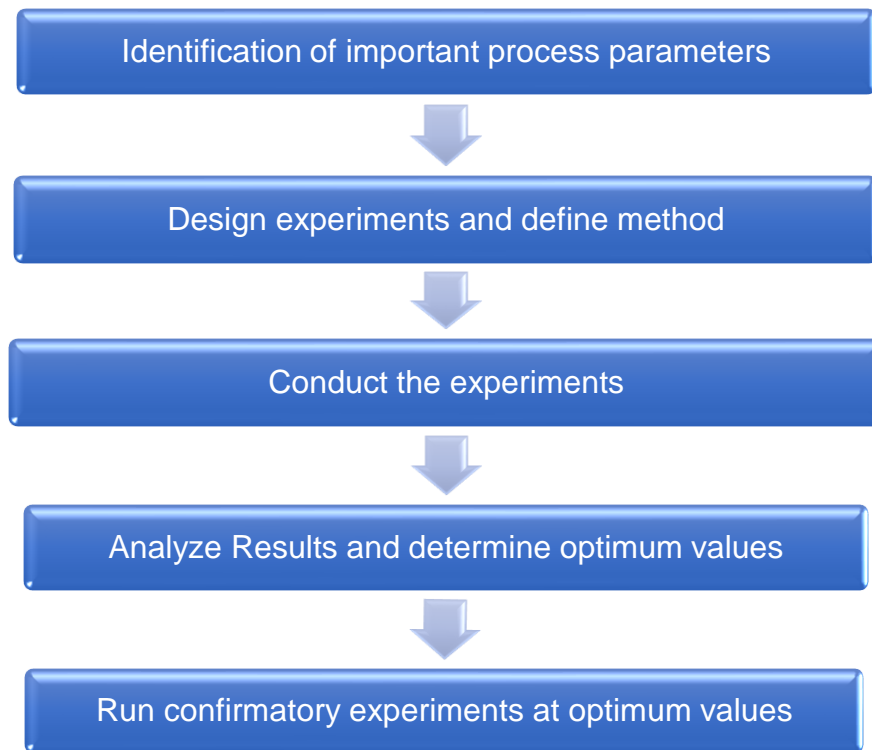 Identification of important process parameters
Design experiments and define method
Conduct the experiments
Analyze Results and determine optimum values
Run confirmatory experiments at optimum values